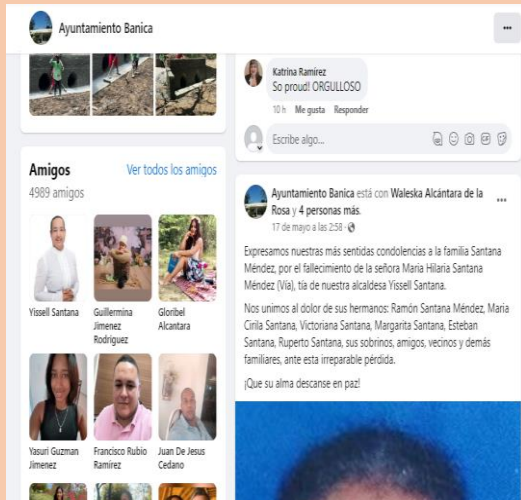 Ayuntamiento Banica
Amigos
Ver todos los amigos
4989 amigos
Yissell Santana
Guillermina
Jimenez
Rodriguez
Gloribel
Alcantara
Yasuri Guzman
Jimenez
Francisco Rubio
Ramírez
Juan De Jesus
Cedano
Katrina Ramírez
So proud! ORGULLOSO
10 h Me gusta Responder
Escribe algo...
GIF
Ayuntamiento Banica está con Waleska Alcántara de la
Rosa y 4 personas más.
17 de mayo a las 2:58 ·
Expresamos nuestras más sentidas condolencias a la familia Santana
Méndez, por el fallecimiento de la señora Maria Hilaria Santana
Méndez (Vía), tía de nuestra alcaldesa Yissell Santana.
Nos unimos al dolor de sus hermanos: Ramón Santana Méndez, Maria
Cirila Santana, Victoriana Santana, Margarita Santana, Esteban
Santana, Ruperto Santana, sus sobrinos, amigos, vecinos y demás
familiares, ante esta irreparable pérdida.
¡Que su alma descanse en paz!